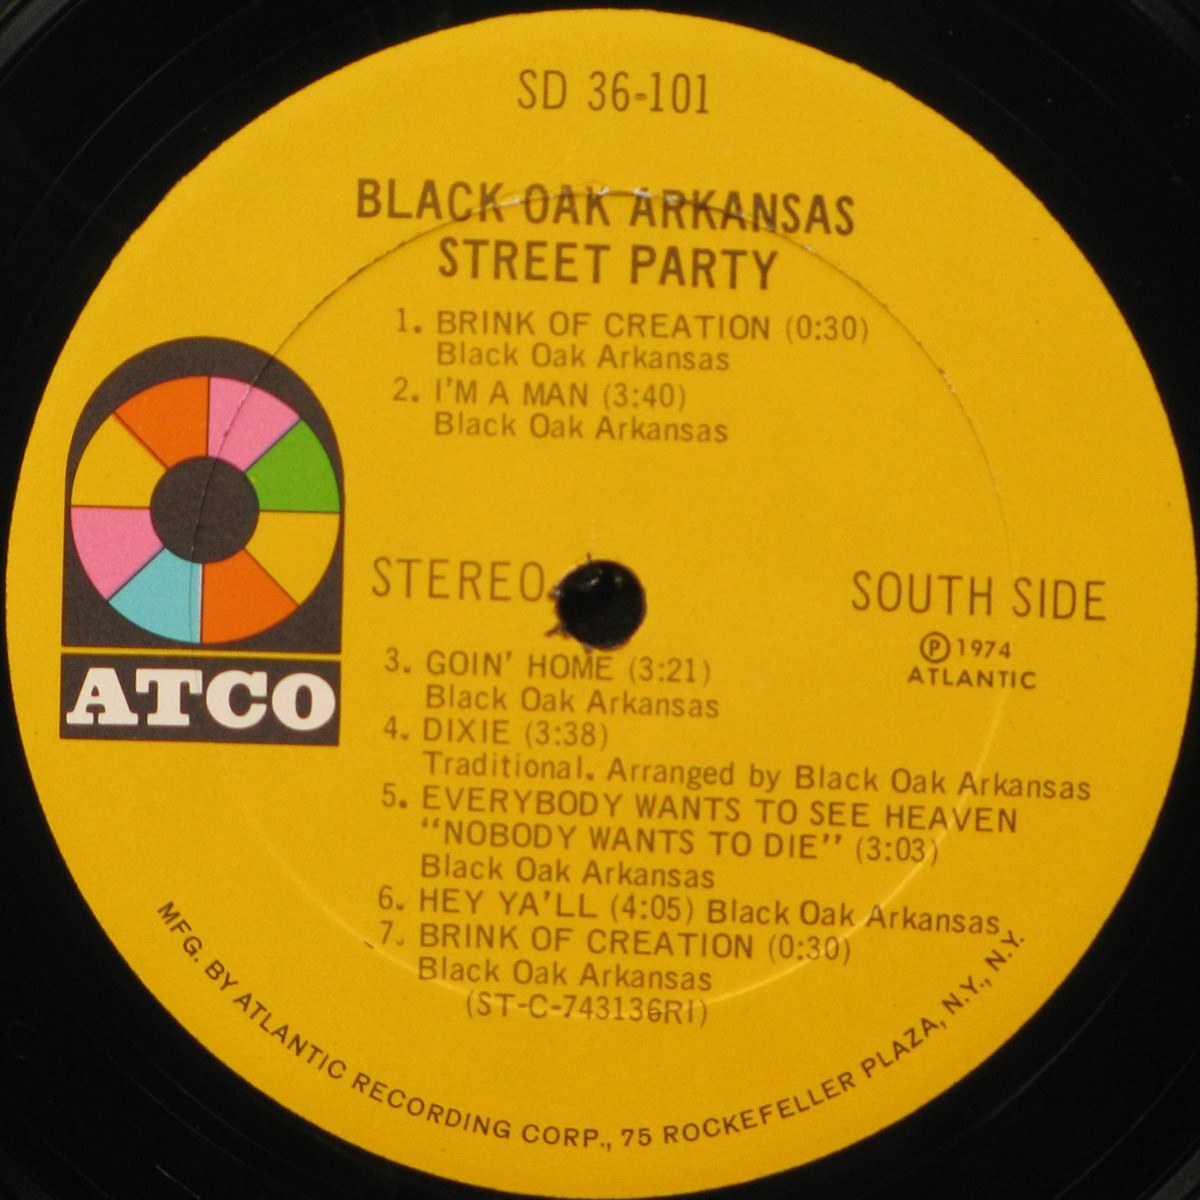 SD 36-101
BLACK OAK ARKANSAS
STREET PARTY
1. BRINK OF CREATION (0:30)
Black Oak Arkansas
2. I'M A MAN (3:40)
Black Oak Arkansas
STEREO
SOUTH SIDE
Ⓟ 1974
ATLANTIC
ATCO
3. GOIN' HOME (3:21)
Black Oak Arkansas
4. DIXIE (3:38)
Traditional. Arranged by Black Oak Arkansas
5. EVERYBODY WANTS TO SEE HEAVEN
"NOBODY WANTS TO DIE" (3:03)
Black Oak Arkansas
6. HEY YA'LL (4:05) Black Oak Arkansas
7. BRINK OF CREATION (0:30)
Black Oak Arkansas
(ST-C-743136RI)
MFG. BY ATLANTIC RECORDING CORP., 75 ROCKEFELLER PLAZA, N.Y., N.Y.